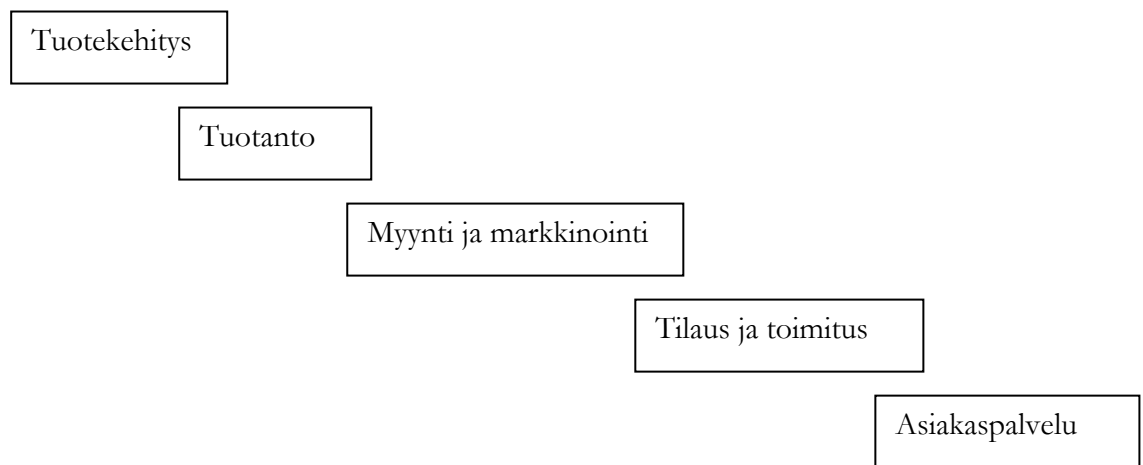 Tuotekehitys
Tuotanto
Myynti ja markkinointi
Tilaus ja toimitus
Asiakaspalvelu